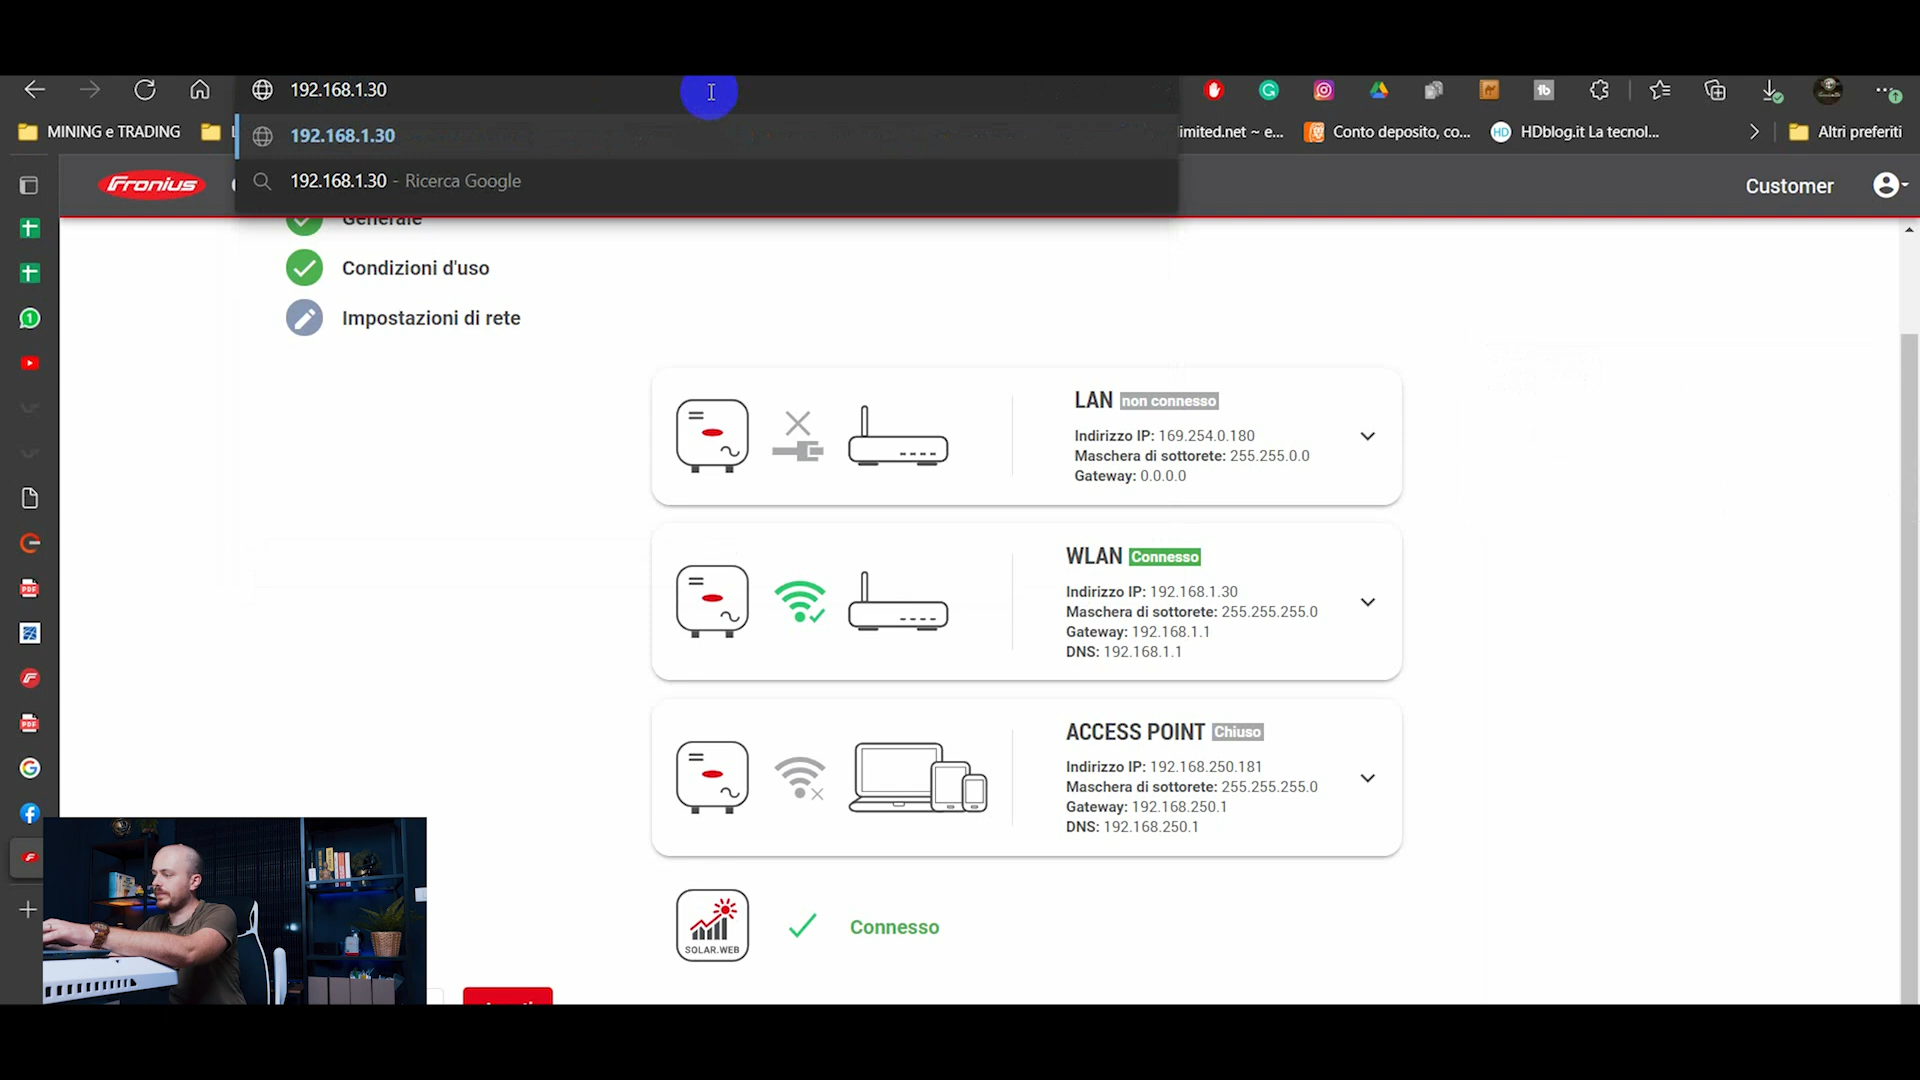 192.168.1.30
192.168.1.30
192.168.1.30 - Ricerca Google
MINING e TRADING
imited.net ~ e...
Conto deposito, co...
HD
HDblog.it La tecnol...
Altri preferiti
Fronius
Customer
Generale
Condizioni d'uso
Impostazioni di rete
LAN non connesso
Indirizzo IP: 169.254.0.180
Maschera di sottorete: 255.255.0.0
Gateway: 0.0.0.0
WLAN Connesso
Indirizzo IP: 192.168.1.30
Maschera di sottorete: 255.255.255.0
Gateway: 192.168.1.1
DNS: 192.168.1.1
ACCESS POINT Chiuso
Indirizzo IP: 192.168.250.181
Maschera di sottorete: 255.255.255.0
Gateway: 192.168.250.1
DNS: 192.168.250.1
SOLAR.WEB
Connesso
PDF
PDF